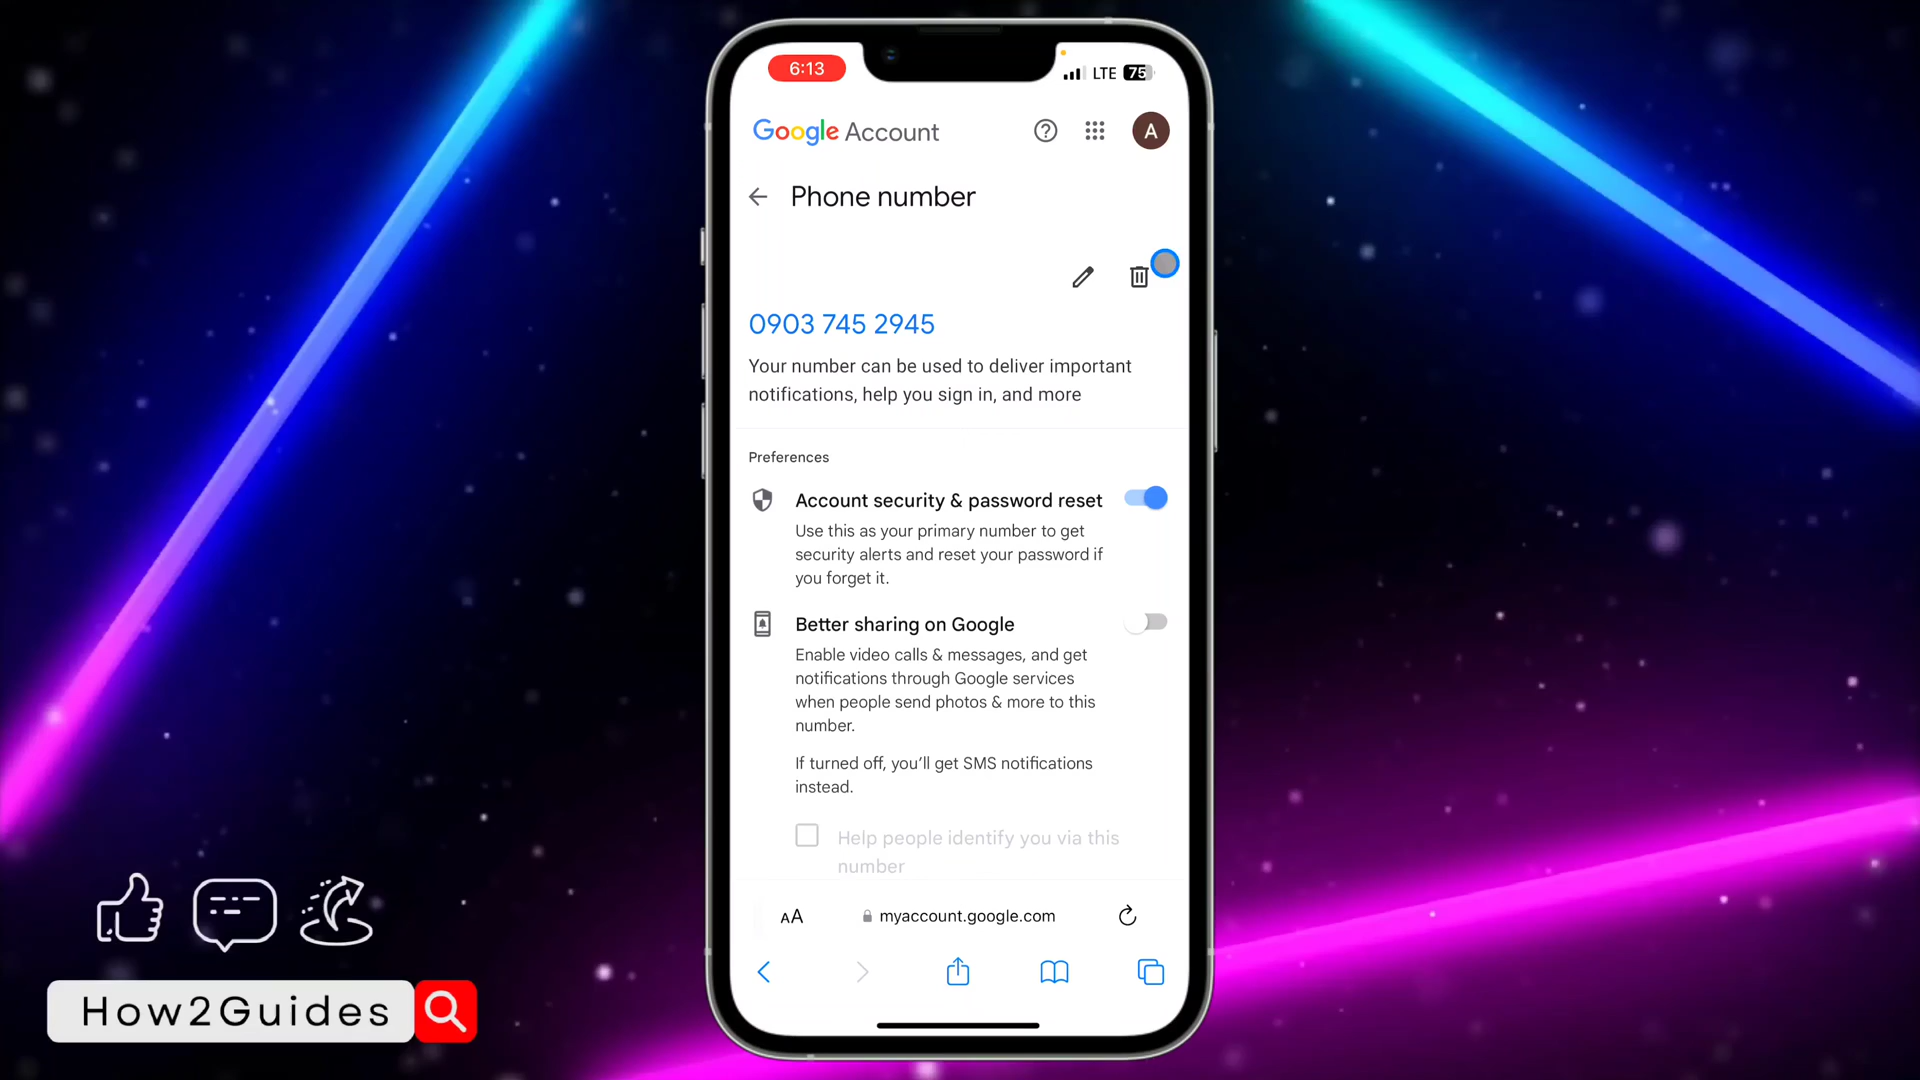 6:13
LTE 75
Google Account
A
Phone number
0903 745 2945
Your number can be used to deliver important
notifications, help you sign in, and more
Preferences
Account security & password reset
Use this as your primary number to get
security alerts and reset your password if
you forget it.
Better sharing on Google
Enable video calls & messages, and get
notifications through Google services
when people send photos & more to this
number.
If turned off, you'll get SMS notifications
instead.
Help people identify you via this
number
AA
myaccount.google.com
How2Guides